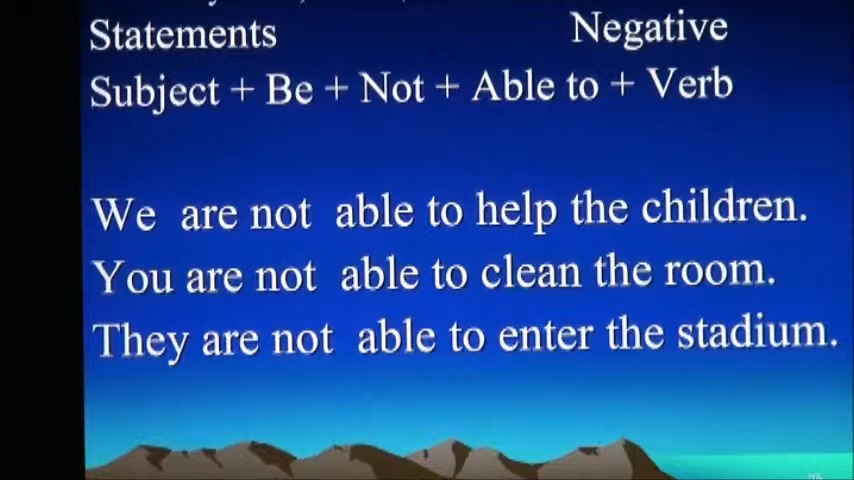 Statements Negative
Subject + Be + Not + Able to + Verb
We are not able to help the children.
You are not able to clean the room.
They are not able to enter the stadium.